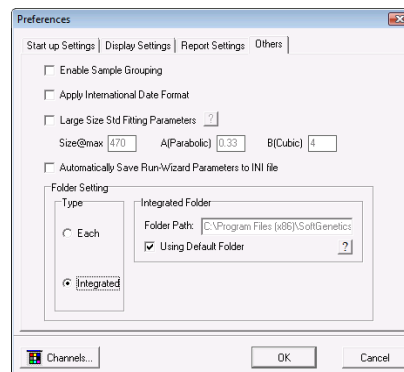 Preferences
Start up Settings Display Settings Report Settings Others
Enable Sample Grouping
Apply International Date Format
Large Size Std Fitting Parameters ?
Size@max 470 A(Parabolic) 0.33 B(Cubic) 4
Automatically Save Run-Wizard Parameters to INI file
Folder Setting
Type
Each
Integrated
Integrated Folder
Folder Path: C:\Program Files (x86)\SoftGenetics
Using Default Folder ?
Channels... OK Cancel